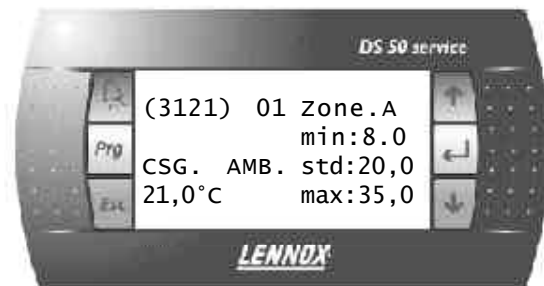 DS 50 service
(3121) 01 Zone.A
min:8.0
CSG. AMB. std:20,0
21,0°C max:35,0
Prg
Esc
LENNOX